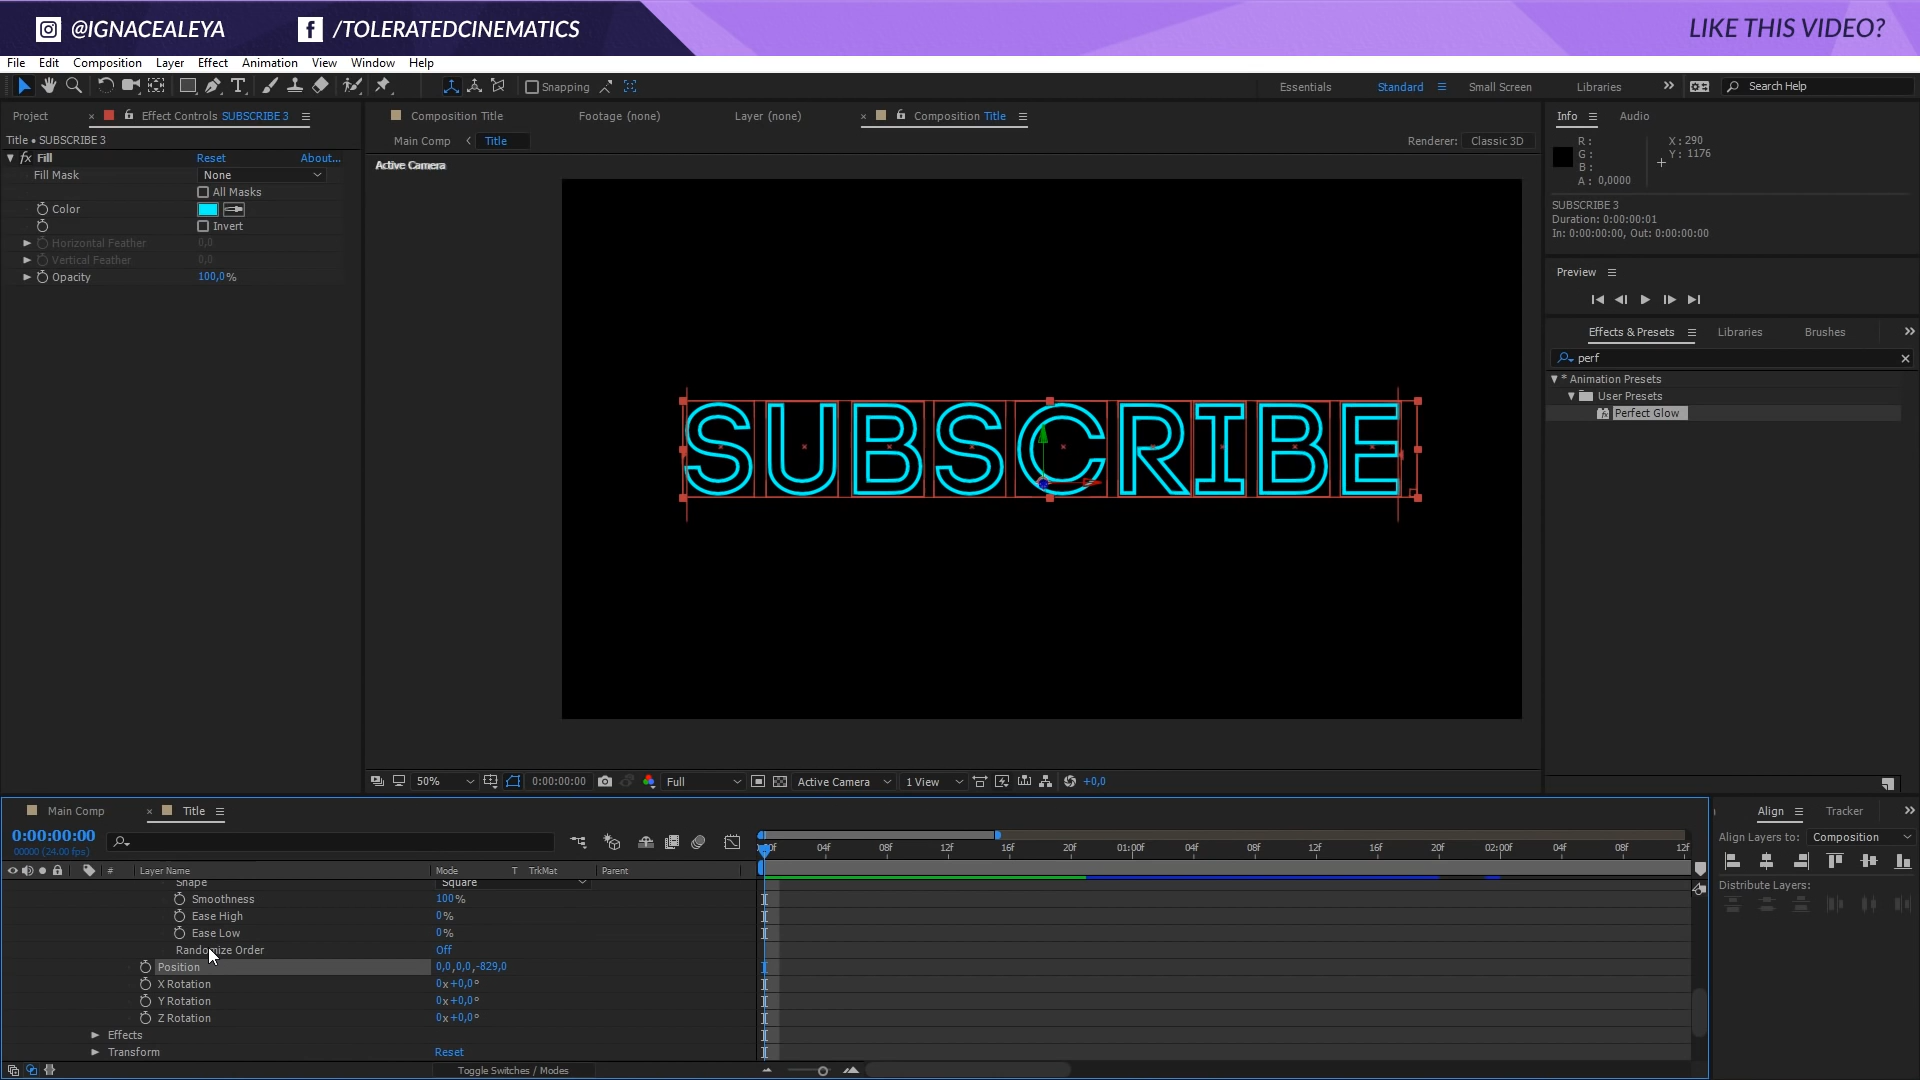 @IGNACEALEYA
/TOLERATEDCINEMATICS
LIKE THIS VIDEO?
File Edit Composition Layer Effect Animation View Window Help
Snapping
Essentials Standard Small Screen Libraries
Search Help
Project
Effect Controls SUBSCRIBE 3
Composition Title
Footage (none)
Layer (none)
Composition Title
Info Audio
Title • SUBSCRIBE 3
Main Comp Title
Renderer: Classic 3D
R:
G:
B:
A: 0,0000
X: 290
Y: 1176
fx Fill Reset About...
Active Camera
Fill Mask None
All Masks
Color
Invert
Horizontal Feather 0,0
Vertical Feather 0,0
Opacity 100,0%
SUBSCRIBE 3
Duration: 0:00:00:01
In: 0:00:00:00, Out: 0:00:00:00
Preview
Effects & Presets Libraries Brushes
perf
* Animation Presets
User Presets
Perfect Glow
SUBSCRIBE
50% 0:00:00:00 Full Active Camera 1 View +0,0
Main Comp Title
0:00:00:00
00000 (24.00 fps)
Align Tracker
Align Layers to: Composition
Distribute Layers:
04f 08f 12f 16f 20f 01:00f 04f 08f 12f 16f 20f 02:00f 04f 08f 12f
# Layer Name Mode T TrkMat Parent
Shape Square
Smoothness 100%
Ease High 0%
Ease Low 0%
Randomize Order Off
Position 0,0,0,0,-829,0
X Rotation 0x+0,0°
Y Rotation 0x+0,0°
Z Rotation 0x+0,0°
Effects
Transform Reset
Toggle Switches / Modes